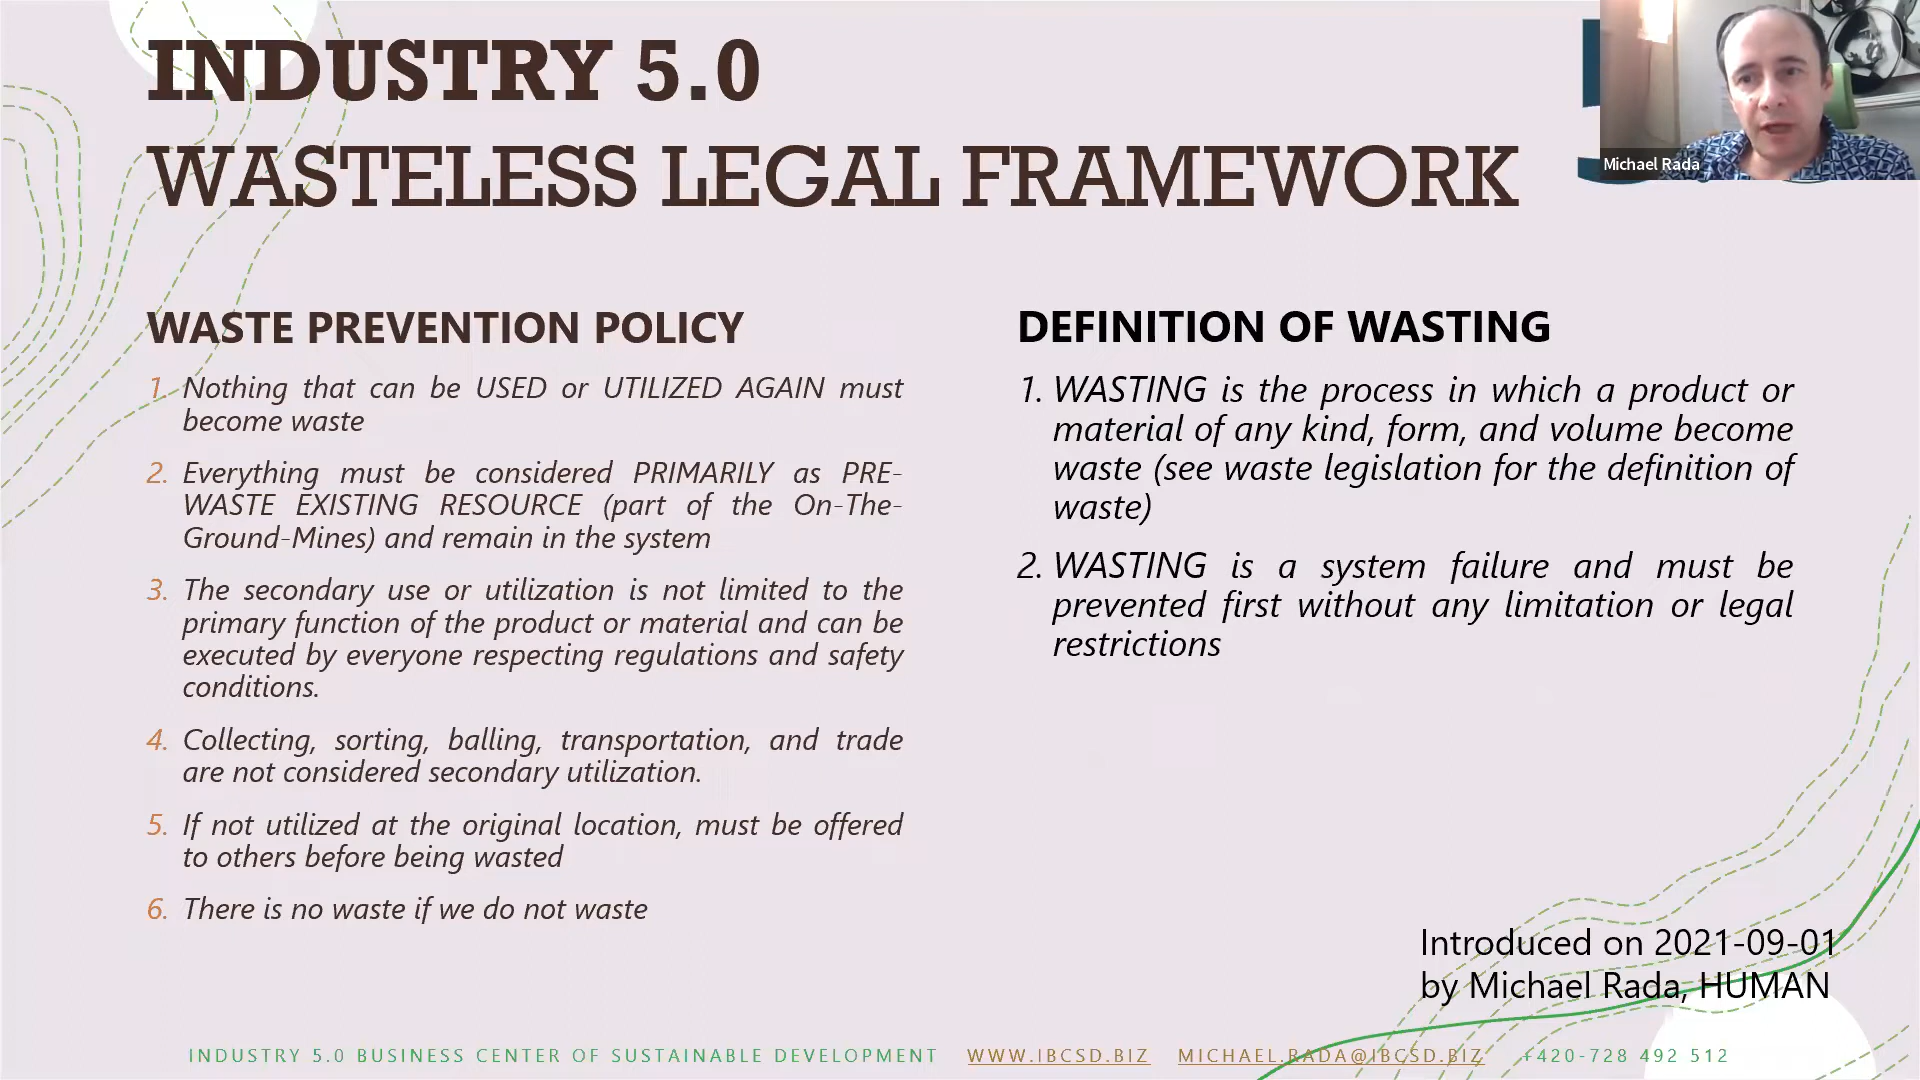 INDUSTRY 5.0
WASTELESS LEGAL FRAMEWORK
Michael Rada
WASTE PREVENTION POLICY
1. Nothing that can be USED or UTILIZED AGAIN must
become waste
2. Everything must be considered PRIMARILY as PRE-
WASTE EXISTING RESOURCE (part of the On-The-
Ground-Mines) and remain in the system
3. The secondary use or utilization is not limited to the
primary function of the product or material and can be
executed by everyone respecting regulations and safety
conditions.
4. Collecting, sorting, balling, transportation, and trade
are not considered secondary utilization.
5. If not utilized at the original location, must be offered
to others before being wasted
6. There is no waste if we do not waste
DEFINITION OF WASTING
1. WASTING is the process in which a product or
material of any kind, form, and volume become
waste (see waste legislation for the definition of
waste)
2. WASTING is a system failure and must be
prevented first without any limitation or legal
restrictions
Introduced on 2021-09-01
by Michael Rada, HUMAN
INDUSTRY 5.0 BUSINESS CENTER OF SUSTAINABLE DEVELOPMENT WWW.IBCSD.BIZ MICHAEL.RADA@IBCSD.BIZ +420-728 492 512